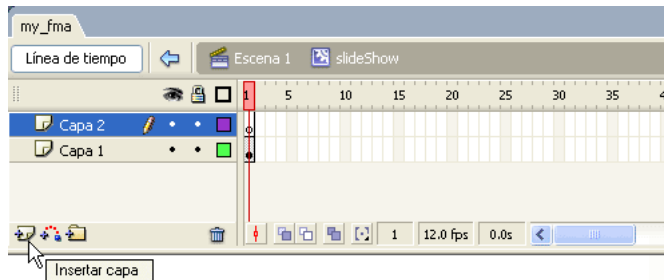 my_fma
Línea de tiempo Escena 1 slideShow
1 5 10 15 20 25 30 35 4
Capa 2
Capa 1
1 12.0 fps 0.0s
Insertar capa